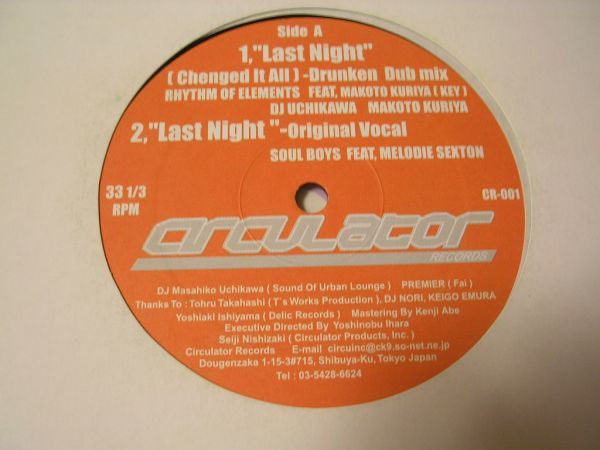 Side A
1,"Last Night"
( Chenged It All ) -Drunken Dub mix
RHYTHM OF ELEMENTS FEAT, MAKOTO KURIYA ( KEY )
DJ UCHIKAWA MAKOTO KURIYA
2,"Last Night "-Original Vocal
SOUL BOYS FEAT, MELODIE SEXTON
33 1/3
RPM
CR-001
circulator
RECORDS
DJ Masahiko Uchikawa ( Sound Of Urban Lounge ) PREMIER ( Fai )
Thanks To : Tohru Takahashi ( T`s Works Production ), DJ NORI, KEIGO EMURA
Yoshiaki Ishiyama ( Delic Records ) Mastering By Kenji Abe
Executive Directed By Yoshinobu Ihara
Seiji Nishizaki ( Circulator Products, Inc. )
Circulator Records E-mail circuinc@ck9.so-net.ne.jp
Dougenzaka 1-15-3#715, Shibuya-Ku, Tokyo Japan
Tel : 03-5428-6624